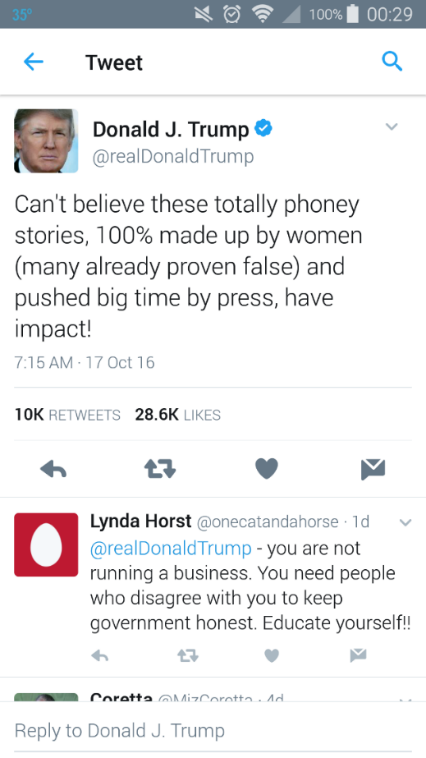 35° 100% 00:29
Tweet
Donald J. Trump
@realDonaldTrump
Can't believe these totally phoney
stories, 100% made up by women
(many already proven false) and
pushed big time by press, have
impact!
7:15 AM · 17 Oct 16
10K RETWEETS 28.6K LIKES
Lynda Horst @onecatandahorse · 1d
@realDonaldTrump - you are not
running a business. You need people
who disagree with you to keep
government honest. Educate yourself!!
Coretta @MizCoretta · 4d
Reply to Donald J. Trump